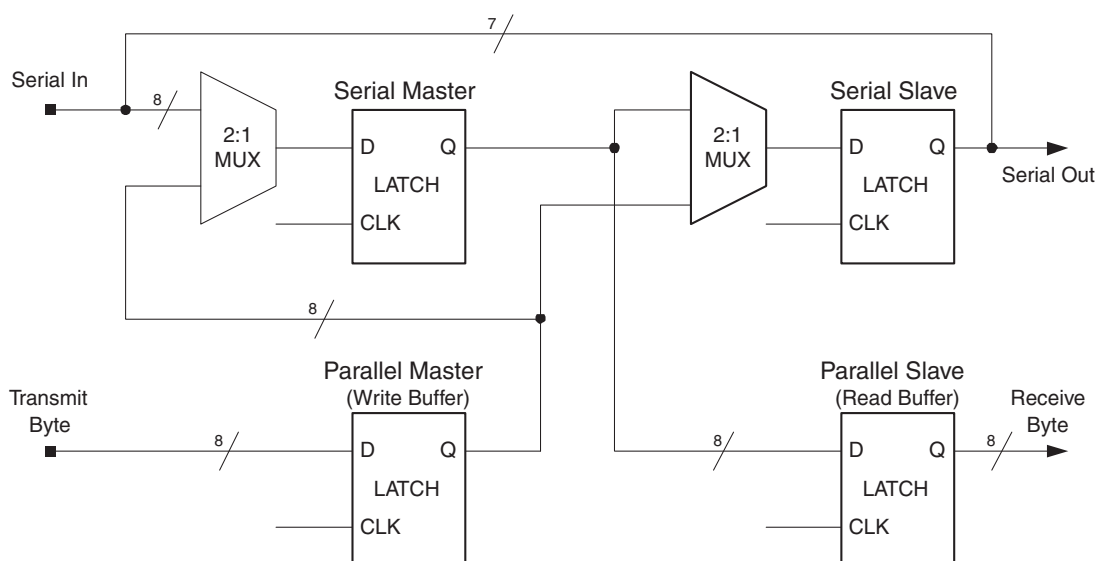 7
Serial In
8
2:1
MUX
Serial Master
D
Q
LATCH
CLK
2:1
MUX
Serial Slave
D
Q
LATCH
CLK
Serial Out
8
Transmit
Byte
8
Parallel Master
(Write Buffer)
D
Q
LATCH
CLK
8
Parallel Slave
(Read Buffer)
D
Q
LATCH
CLK
8
Receive
Byte